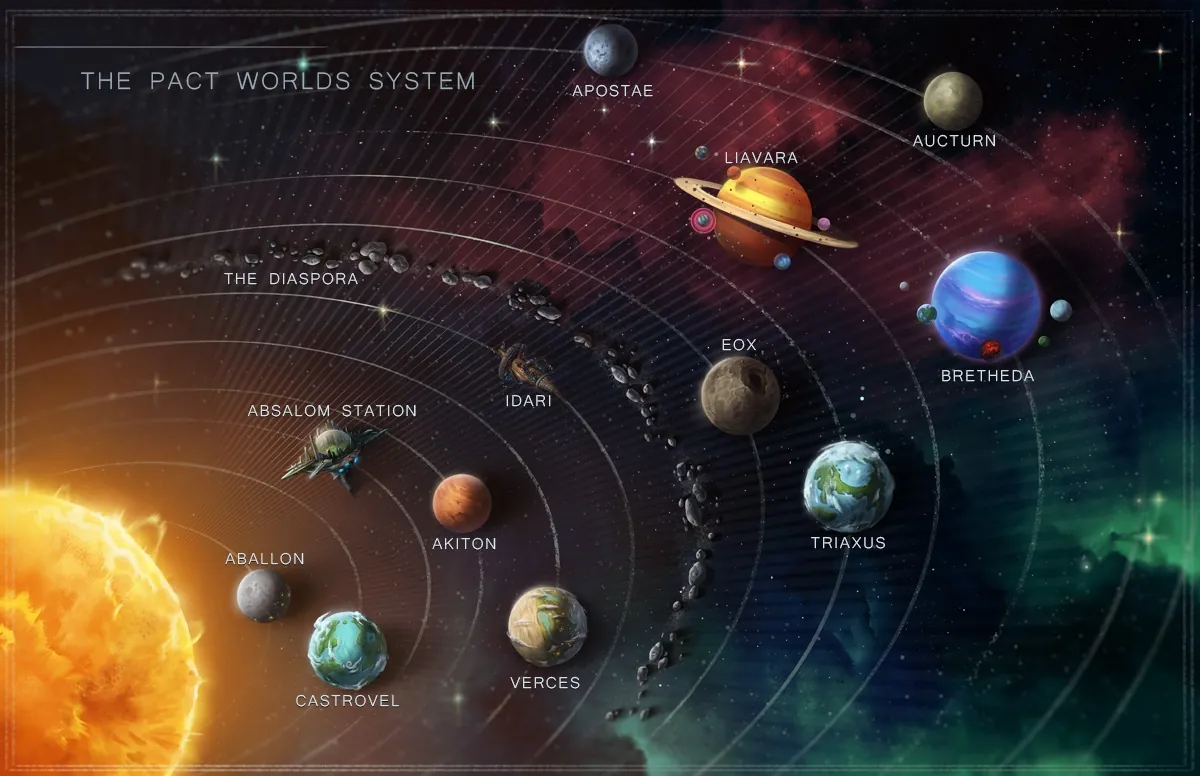 THE PACT WORLDS SYSTEM
APOSTAE
AUCTURN
LIAVARA
THE DIASPORA
EOX
BRETHEDA
IDARI
ABSALOM STATION
AKITON
TRIAXUS
ABALLON
VERCES
CASTROVEL